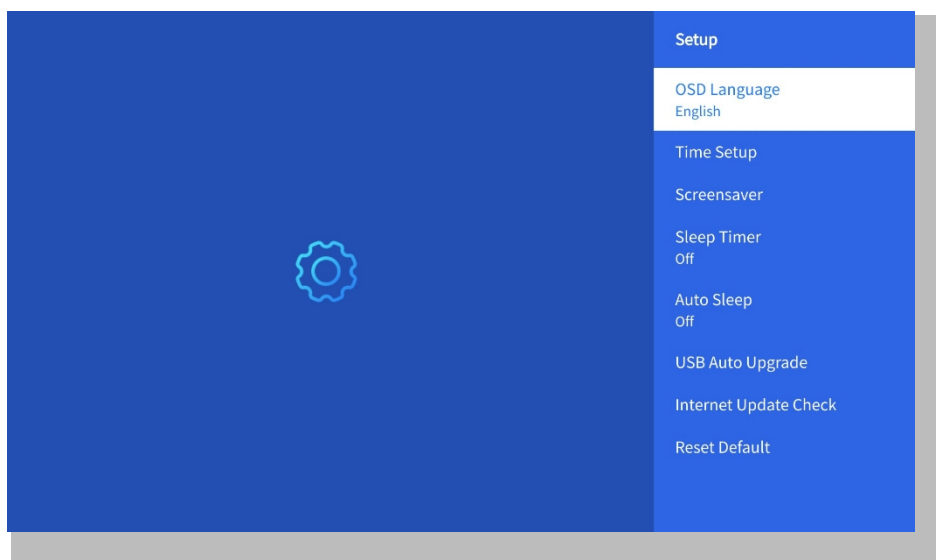 Setup
OSD Language
English
Time Setup
Screensaver
Sleep Timer
Off
Auto Sleep
Off
USB Auto Upgrade
Internet Update Check
Reset Default